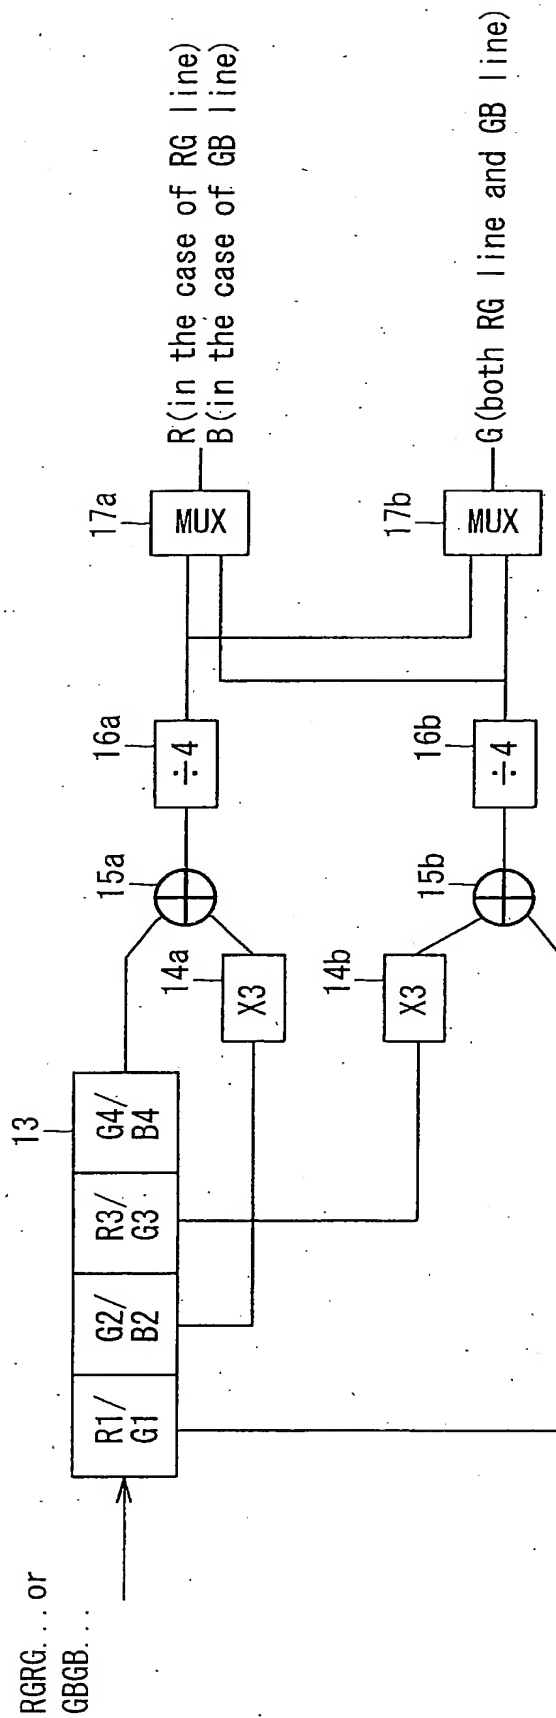 RGRG...or
GBGB...
13
R1/
G1
G2/
B2
R3/
G3
G4/
B4
14a
X3
14b
X3
15a
15b
16a
÷4
16b
÷4
17a
MUX
17b
MUX
R(in the case of RG line)
B(in the case of GB line)
G(both RG line and GB line)